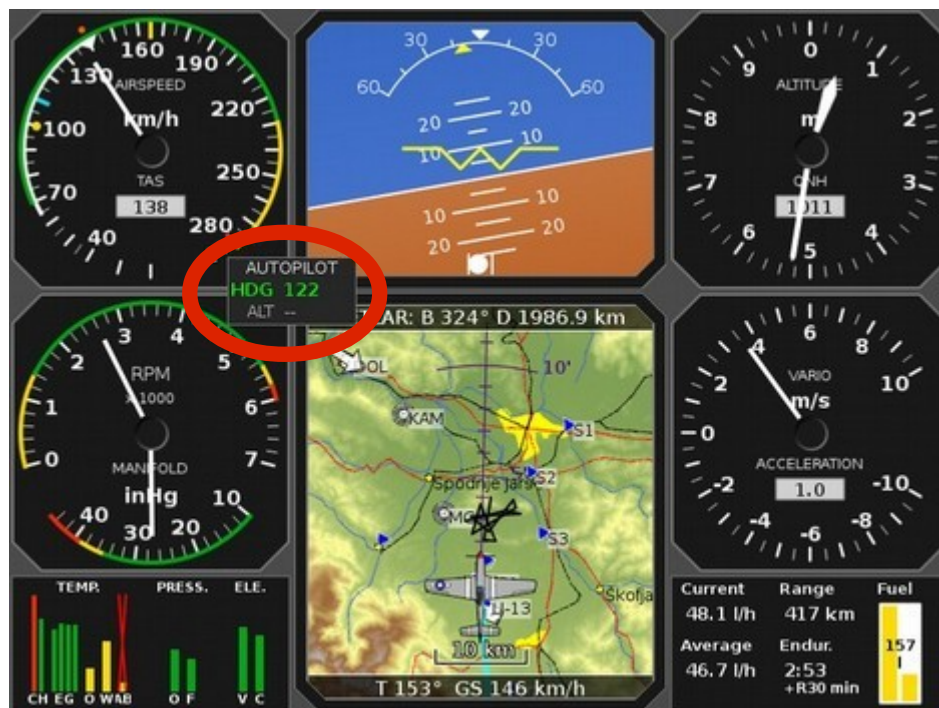 160
130
190
AIRSPEED
220
km/h
100
TAS
250
70
138
280
40
30
30
60
60
20
20
10
10
10
10
20
20
0
9
1
ALTITUDE
m
8
2
QNH
7
3
1011
6
4
5
AUTOPILOT
HDG 122
ALT --
3
4
2
5
RPM
X 1000
1
6
0
7
MANIFOLD
inHg
10
40
30
20
AR: B 324° D 1986.9 km
10'
KAM
S1
S2
S3
Škofja
10 km
T 153° GS 146 km/h
6
4
8
VARIO
2
10
m/s
0
ACCELERATION
-2
1.0
-10
-4
-8
-6
TEMP.
PRESS.
ELE.
CH EG O W AB
O F
V C
Current
Range
Fuel
48.1 l/h
417 km
Average
Endur.
157
46.7 l/h
2:53
+R30 min